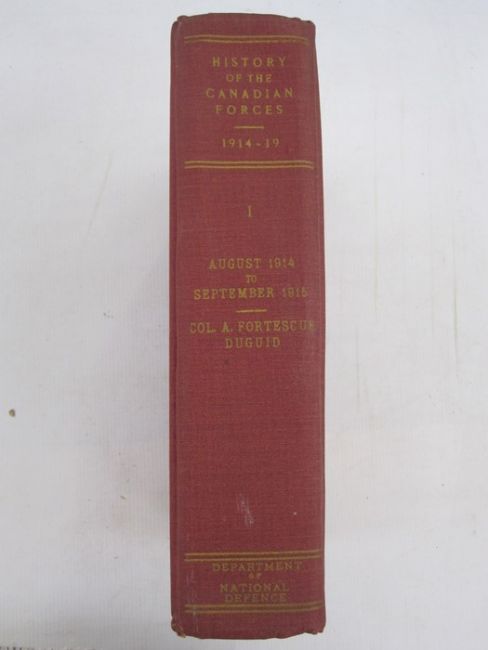 HISTORY
OF THE
CANADIAN
FORCES
1914-19
I
AUGUST 1914
TO
SEPTEMBER 1915
COL. A. FORTESCUE
DUGUID
DEPARTMENT
OF
NATIONAL
DEFENCE